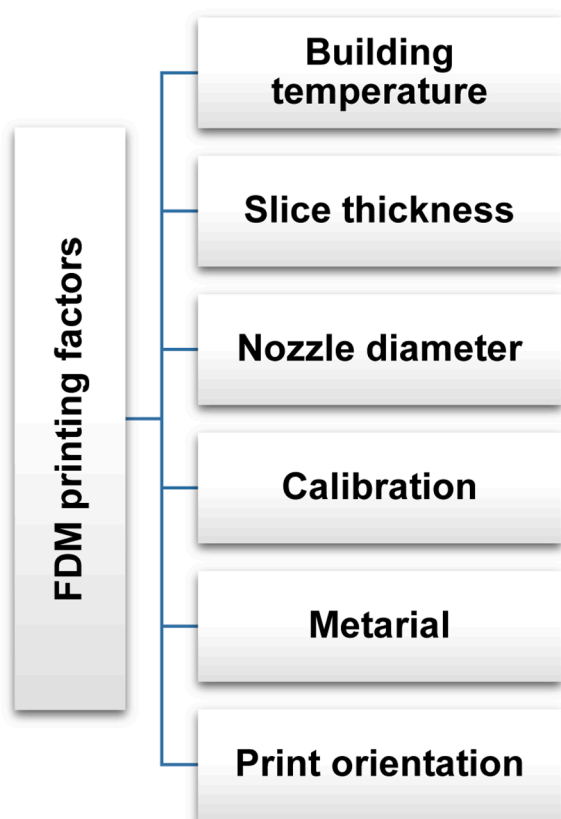 FDM printing factors
Building
temperature
Slice thickness
Nozzle diameter
Calibration
Metarial
Print orientation